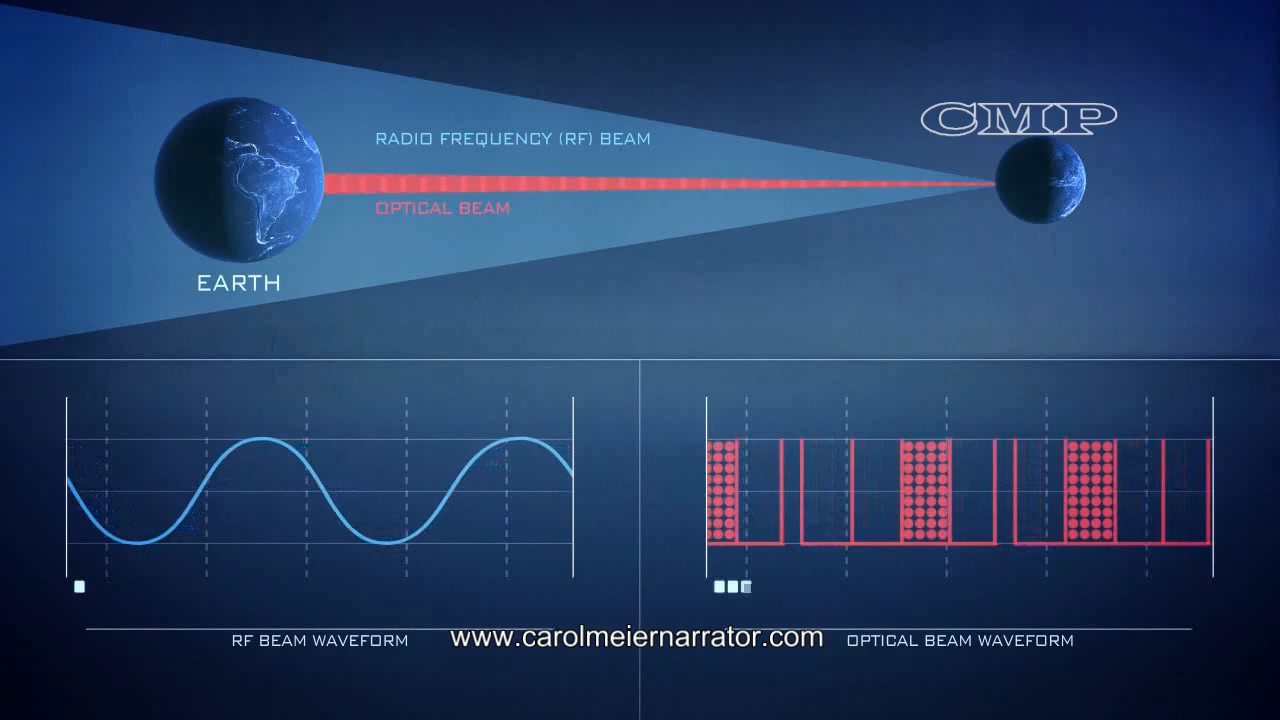 CMP
RADIO FREQUENCY (RF) BEAM
OPTICAL BEAM
EARTH
RF BEAM WAVEFORM
www.carolmeiernarrator.com
OPTICAL BEAM WAVEFORM